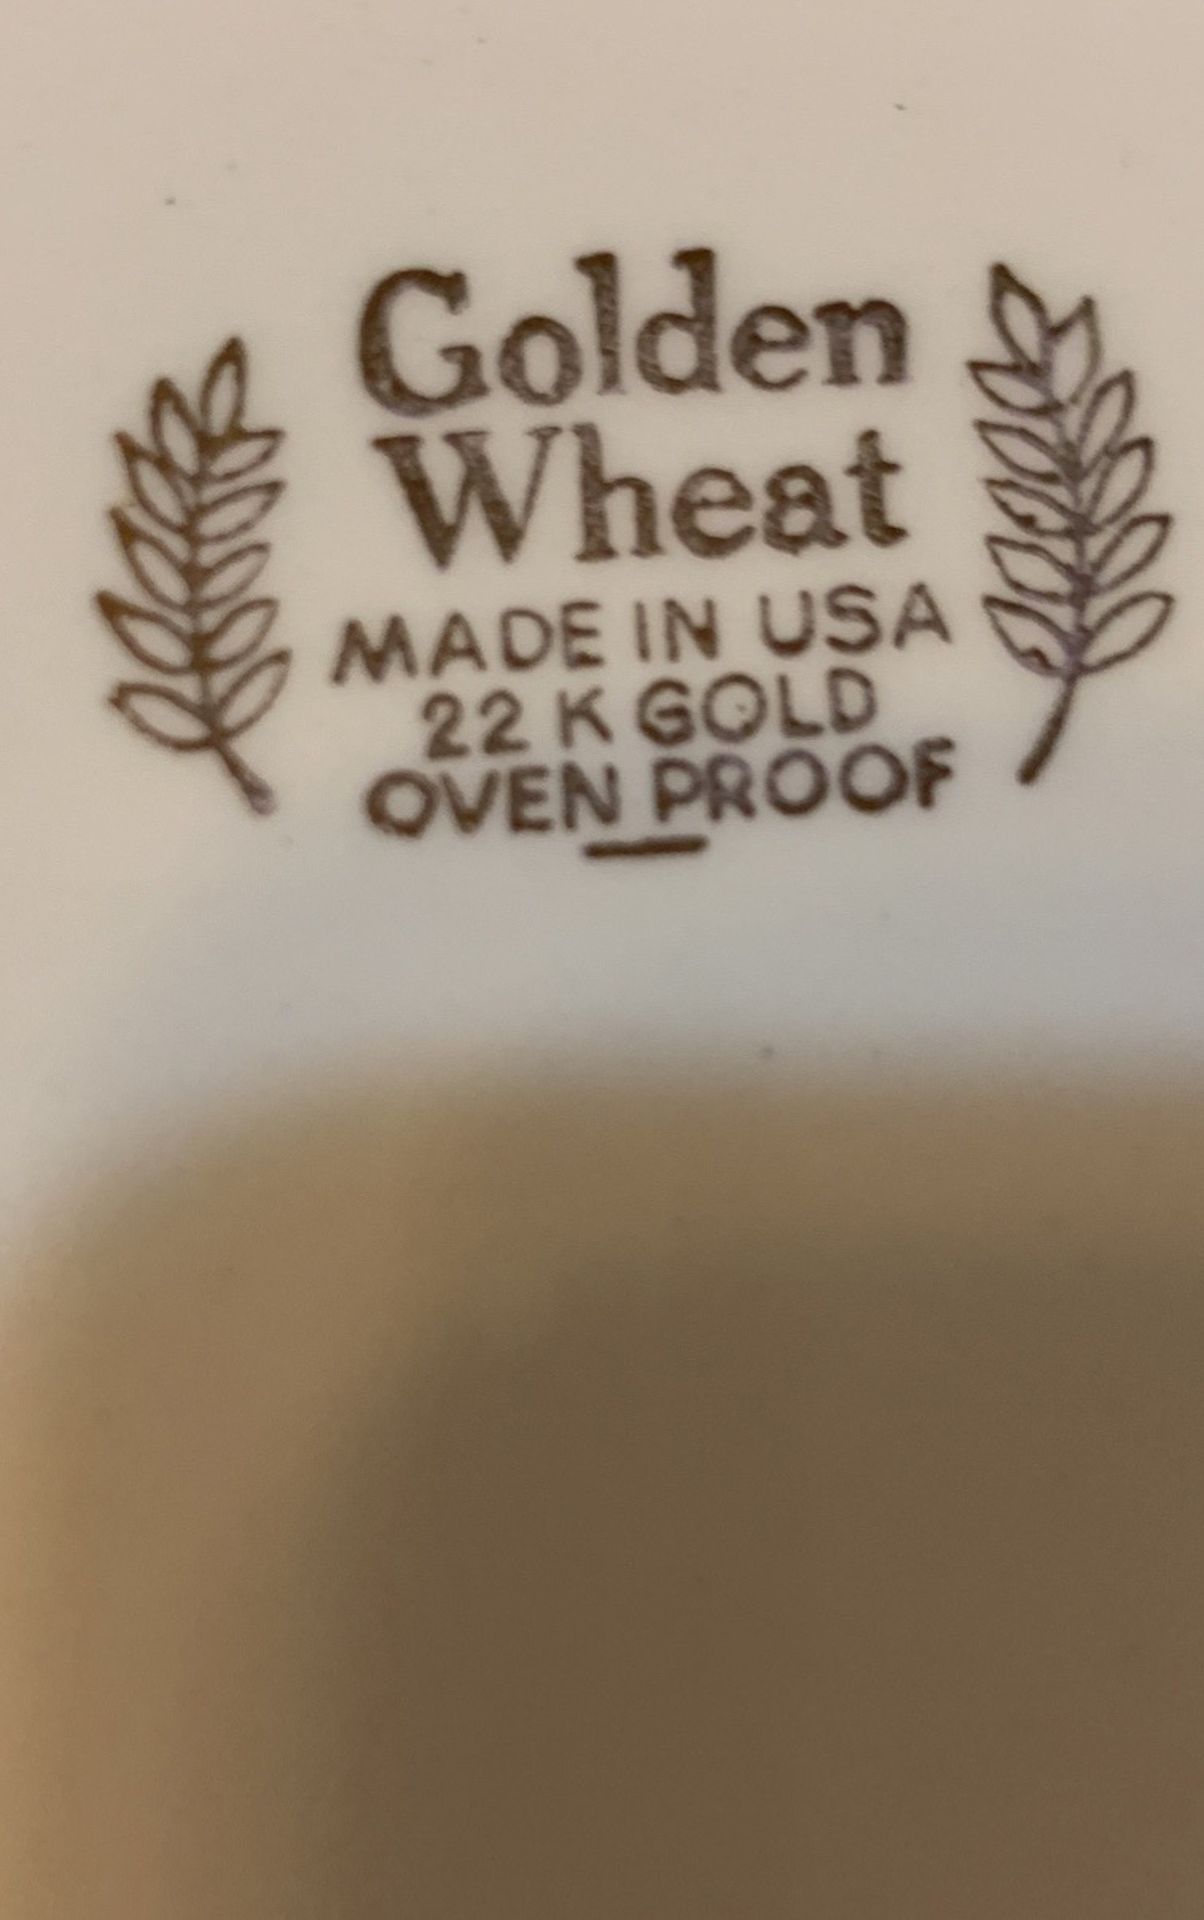 Golden
Wheat
MADE IN USA
22 K GOLD
OVEN PROOF